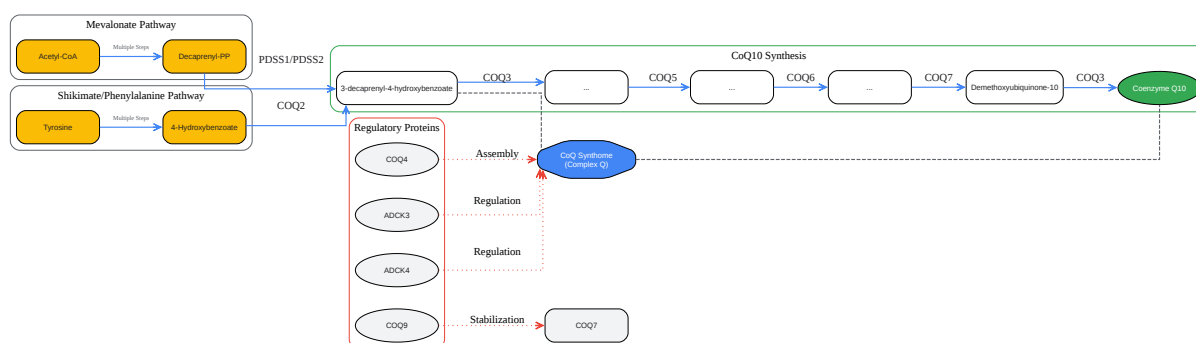 Mevalonate Pathway
Acetyl-CoA
Multiple Steps
Decaprenyl-PP
PDSS1/PDSS2
Shikimate/Phenylalanine Pathway
Tyrosine
Multiple Steps
4-Hydroxybenzoate
COQ2
CoQ10 Synthesis
3-decaprenyl-4-hydroxybenzoate
COQ3
...
COQ5
...
COQ6
...
COQ7
Demethoxyubiquinone-10
COQ3
Coenzyme Q10
Regulatory Proteins
COQ4
Assembly
CoQ Synthome
(Complex Q)
ADCK3
Regulation
ADCK4
Regulation
COQ9
Stabilization
COQ7